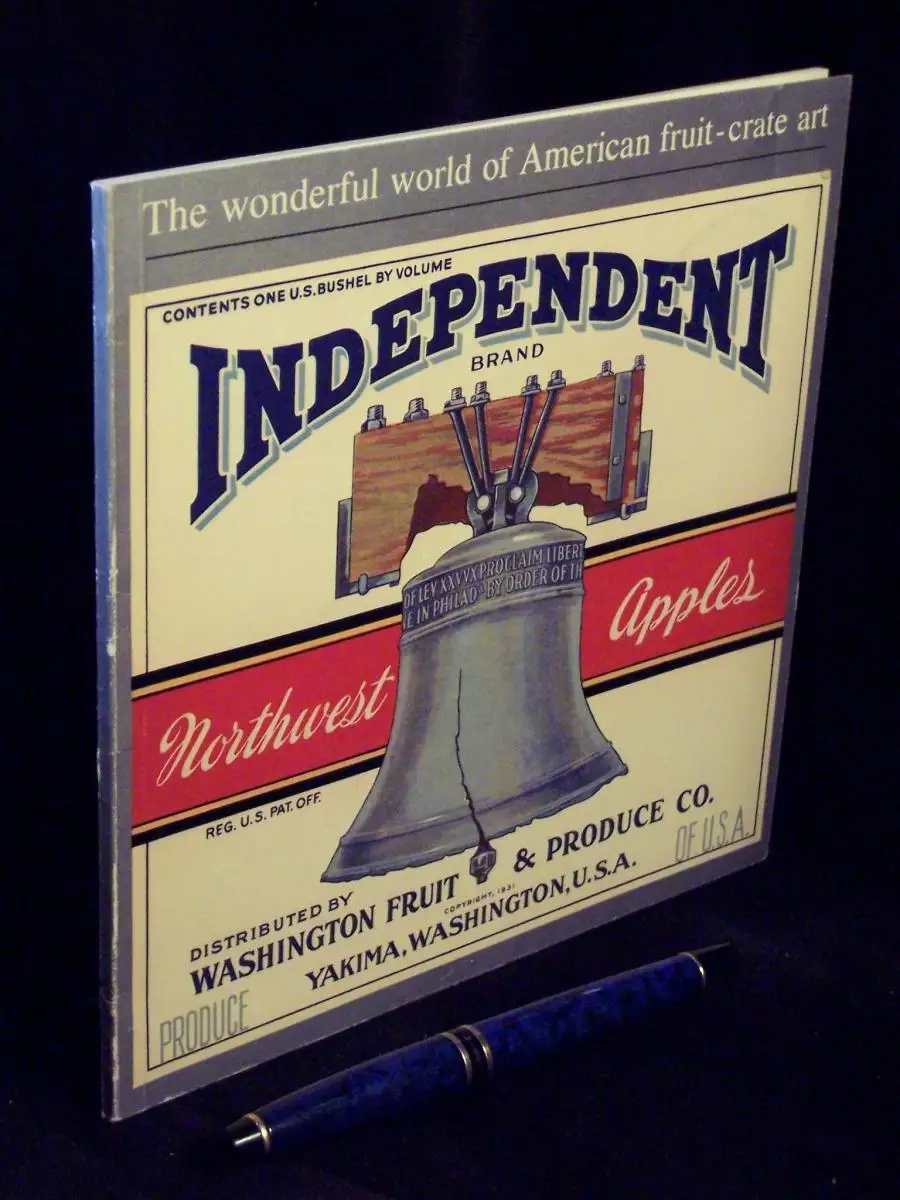 The wonderful world of American fruit-crate art
CONTENTS ONE U.S. BUSHEL BY VOLUME
INDEPENDENT
BRAND
OF LEV XXVVX PROCLAIM LIBER
E IN PHILADA BY ORDER OF TH
Northwest Apples
REG. U.S. PAT. OFF.
DISTRIBUTED BY
WASHINGTON FRUIT & PRODUCE CO.
COPYRIGHT, 1931
YAKIMA, WASHINGTON, U.S.A.
PRODUCE OF U.S.A.